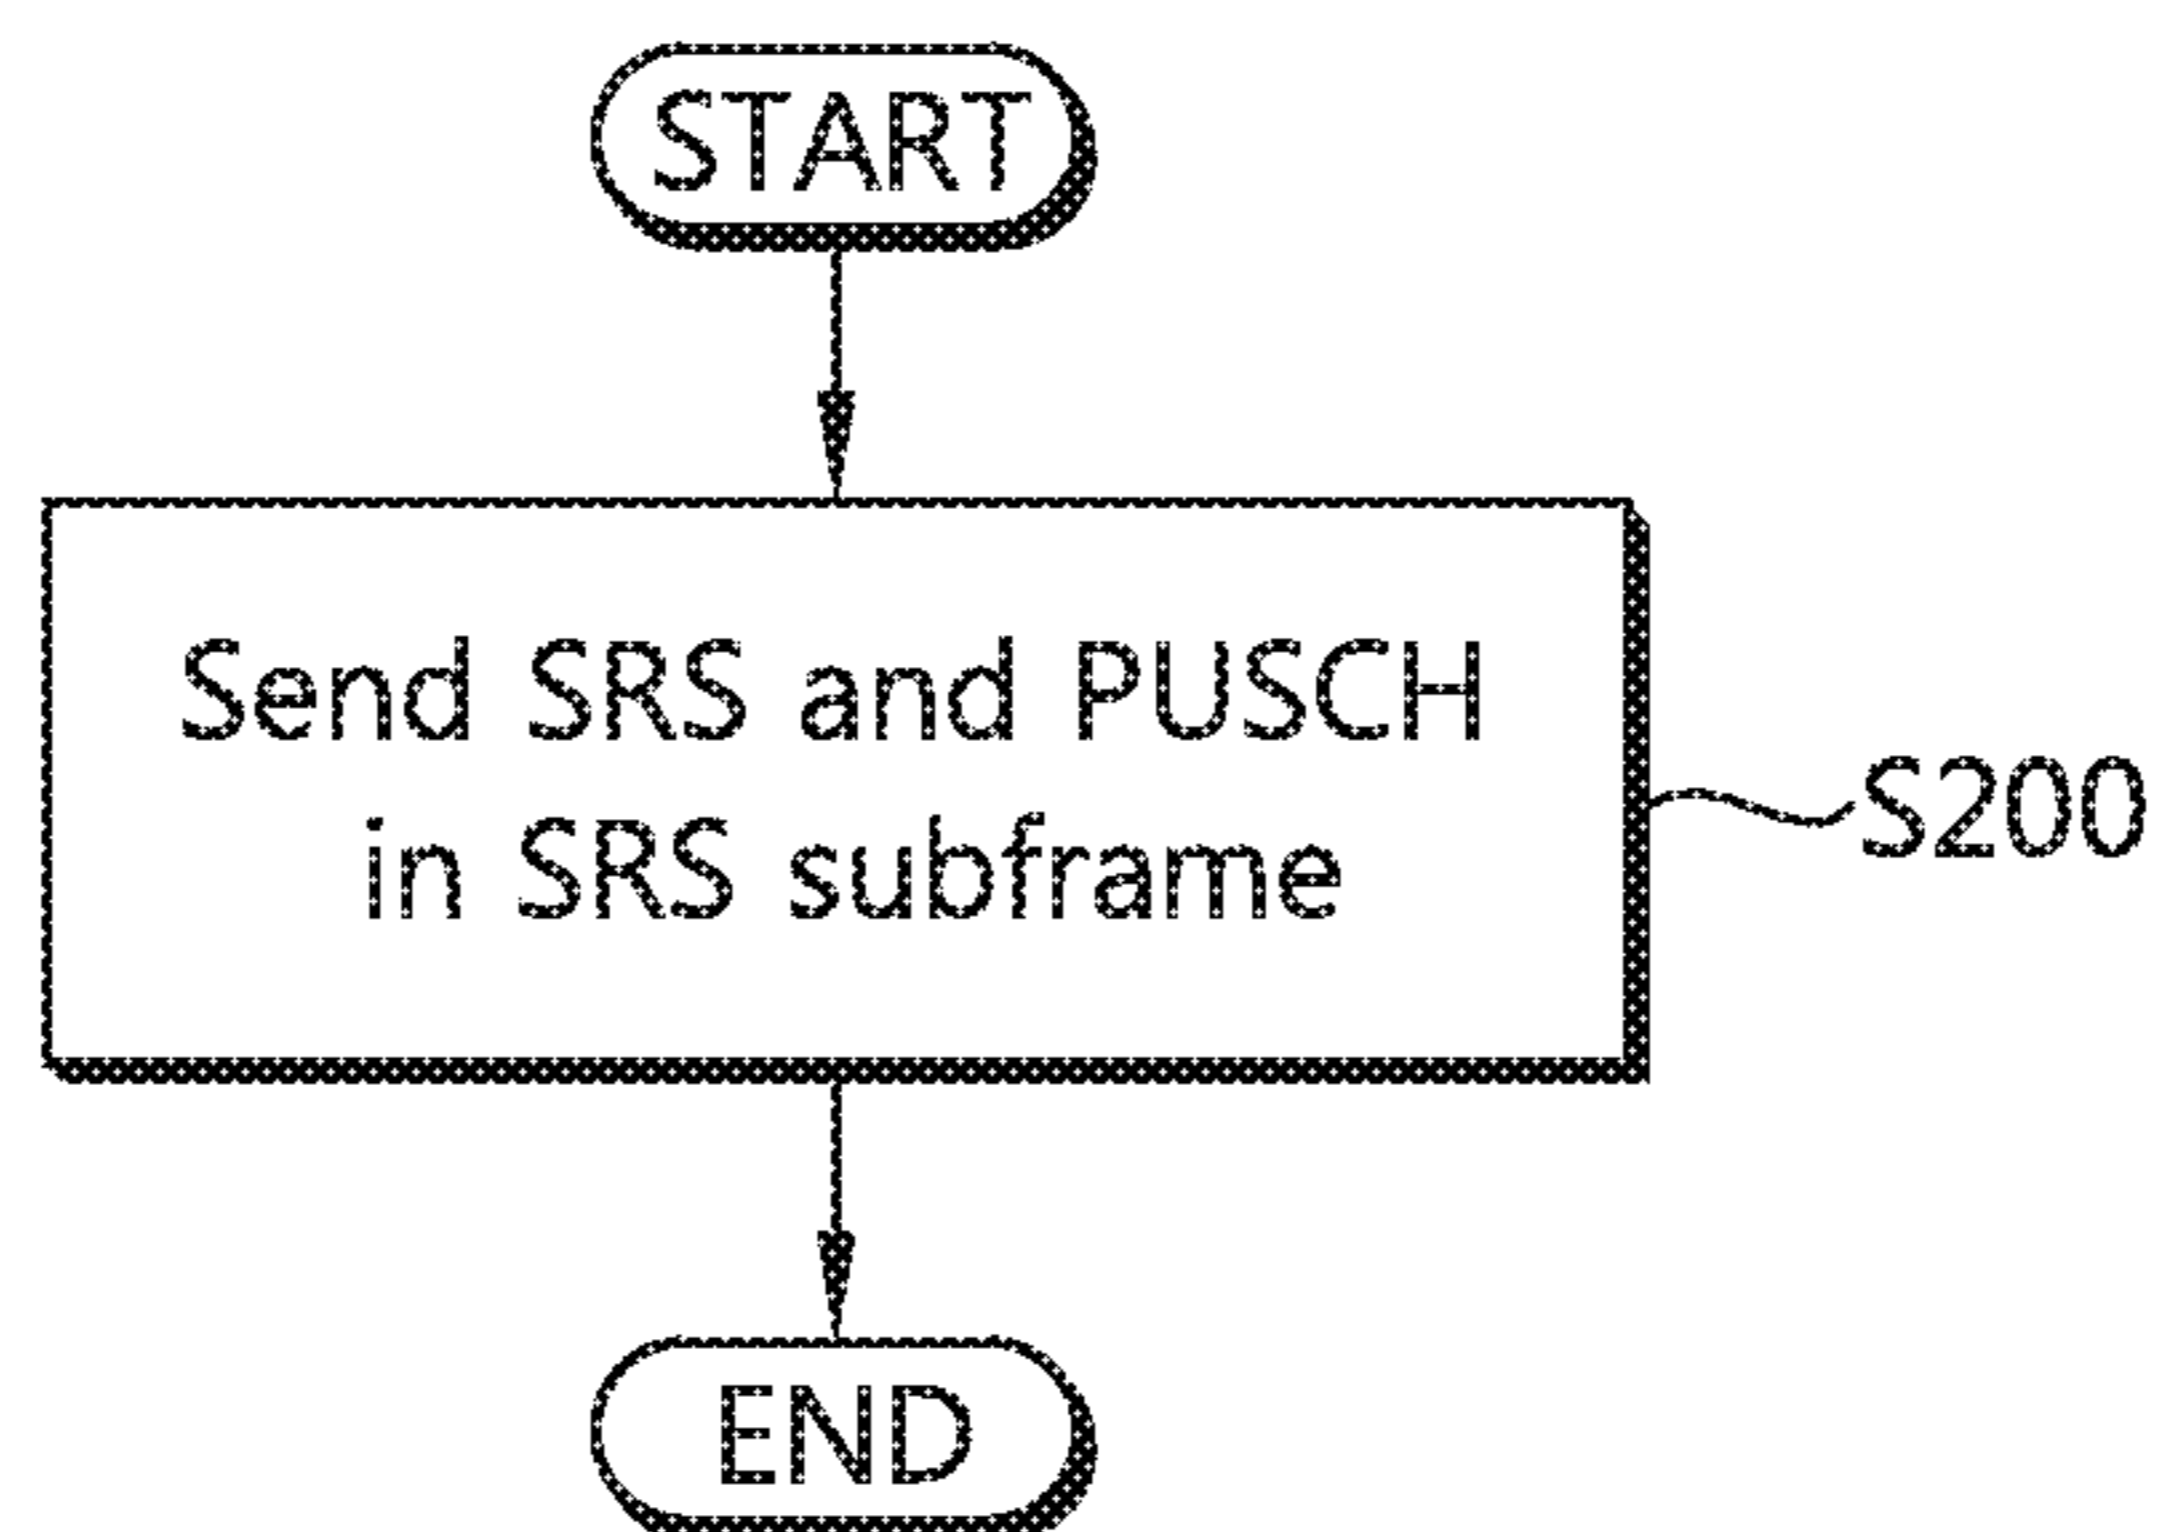 START
Send SRS and PUSCH
in SRS subframe
S200
END